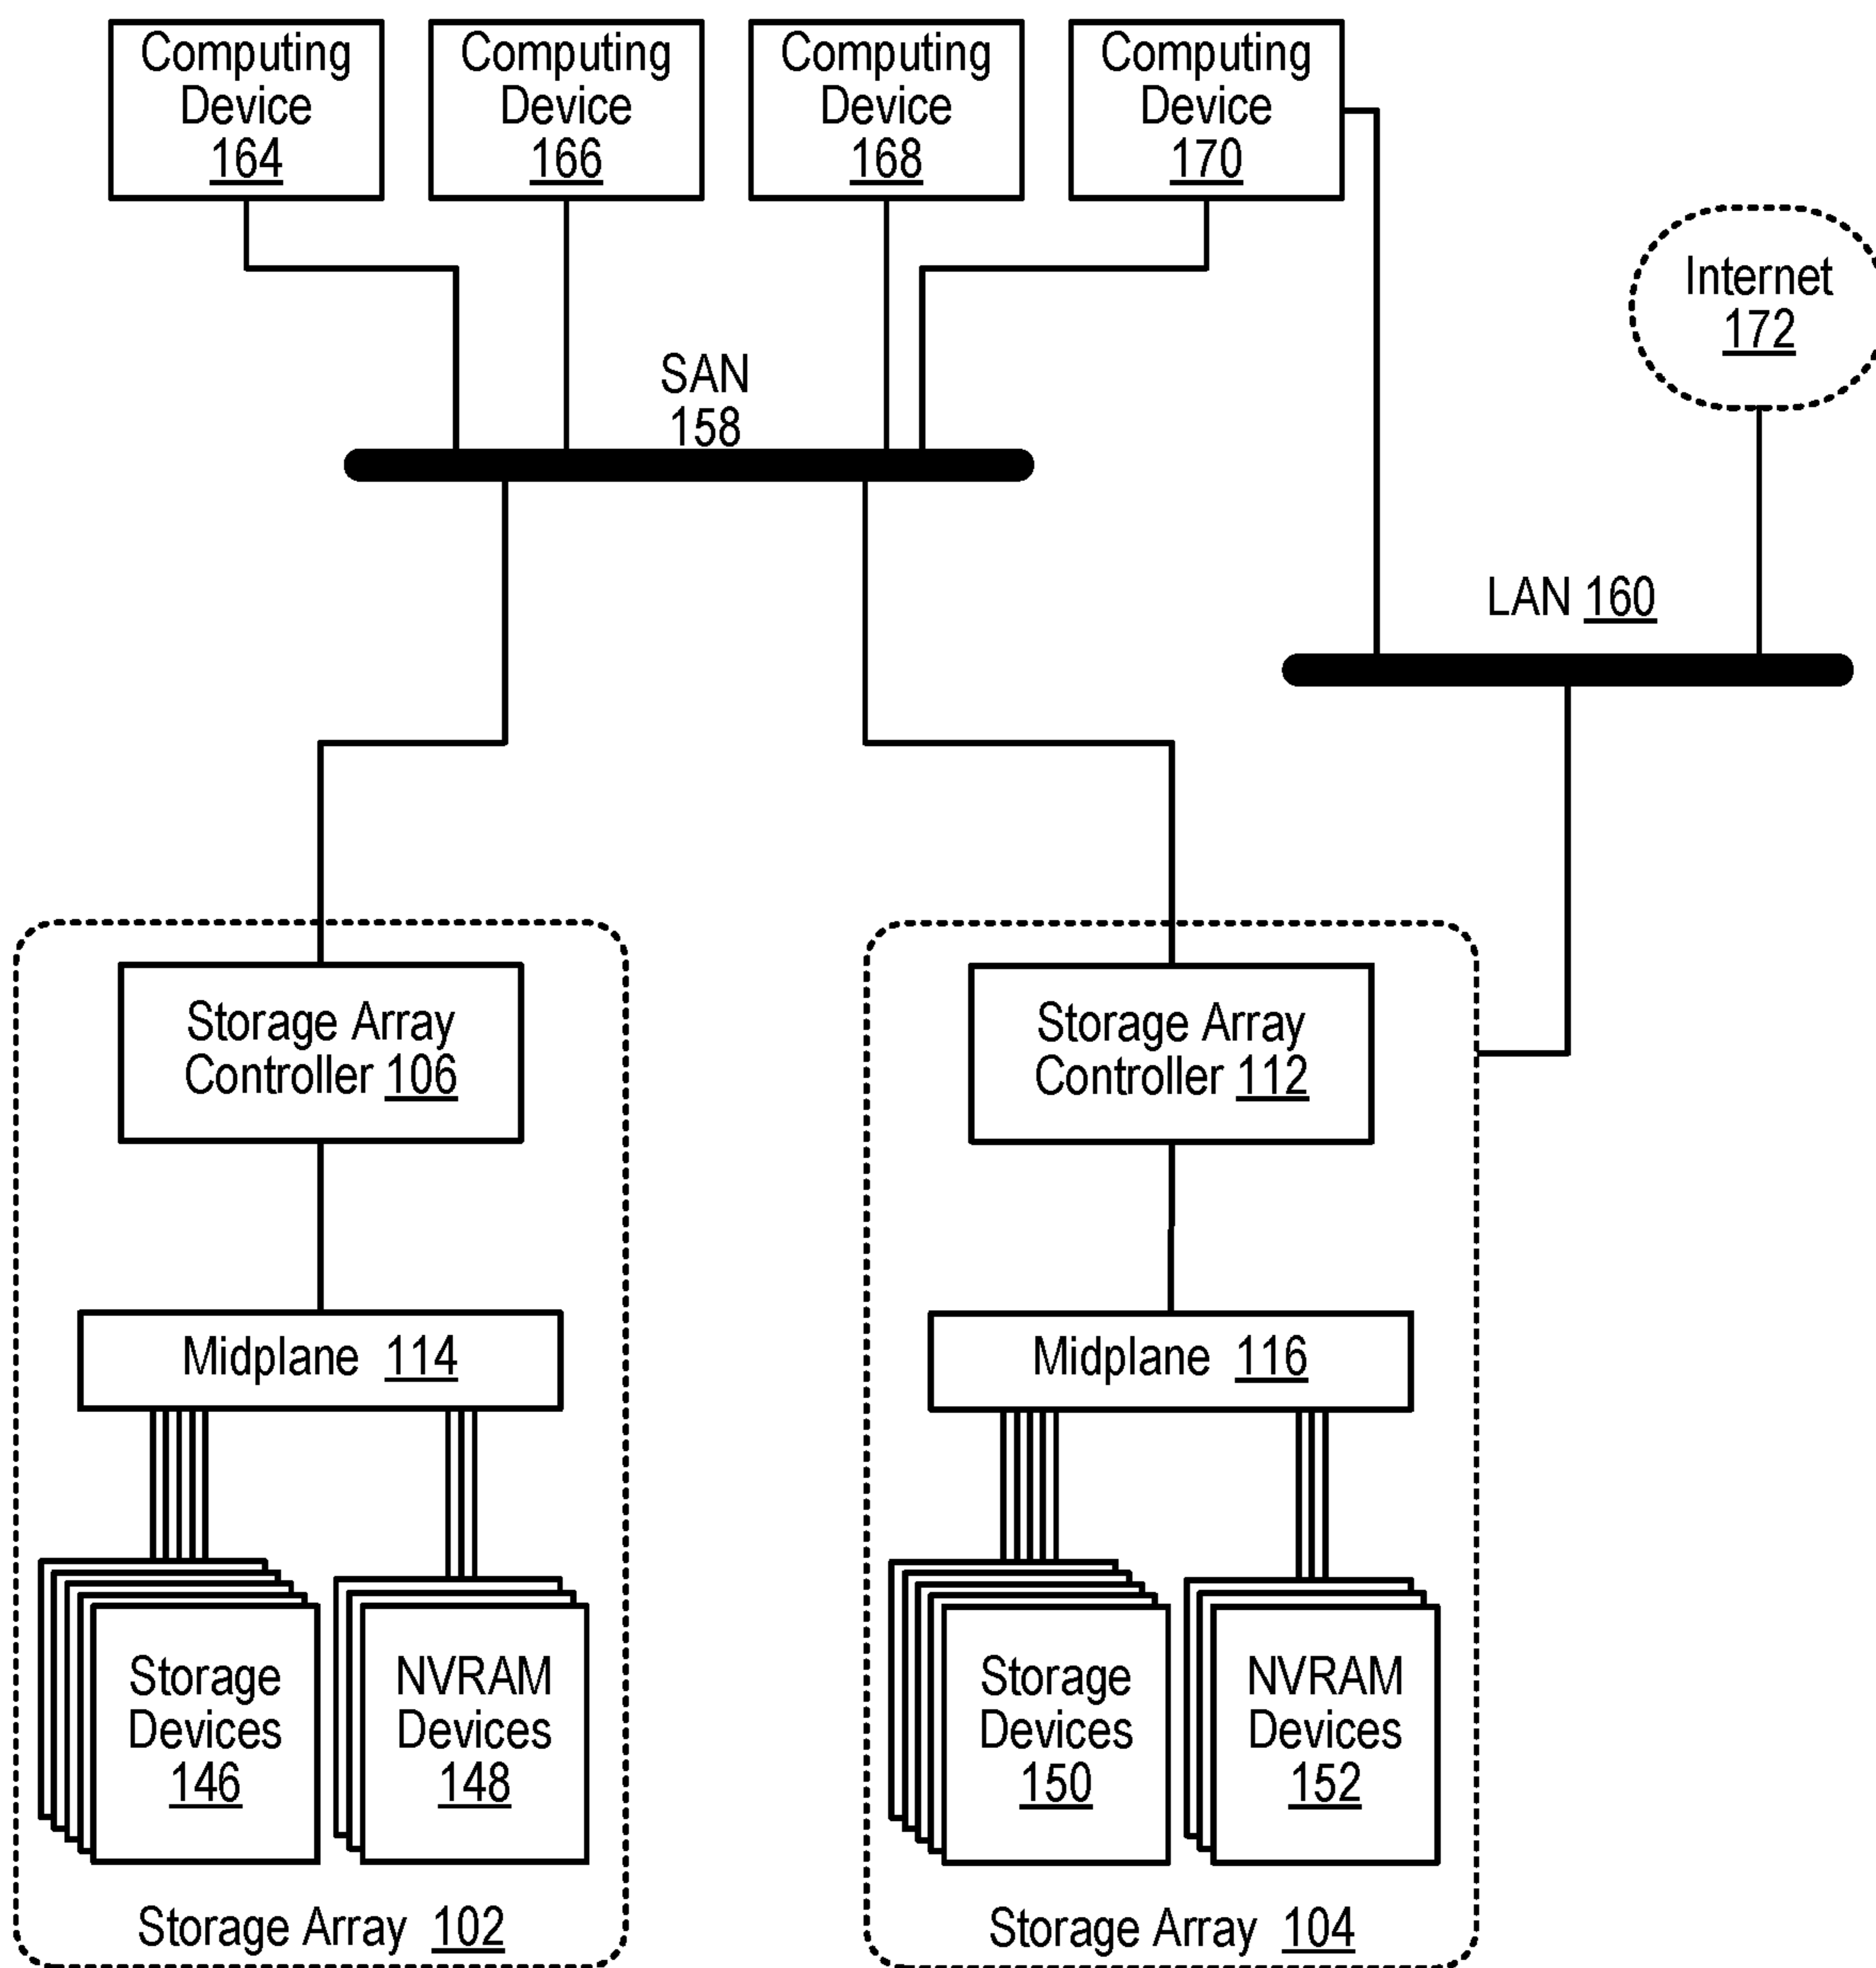 Computing
Device
164
Computing
Device
166
Computing
Device
168
Computing
Device
170
Internet
172
SAN
158
LAN 160
Storage Array
Controller 106
Storage Array
Controller 112
Midplane 114
Midplane 116
Storage
Devices
146
NVRAM
Devices
148
Storage
Devices
150
NVRAM
Devices
152
Storage Array 102
Storage Array 104